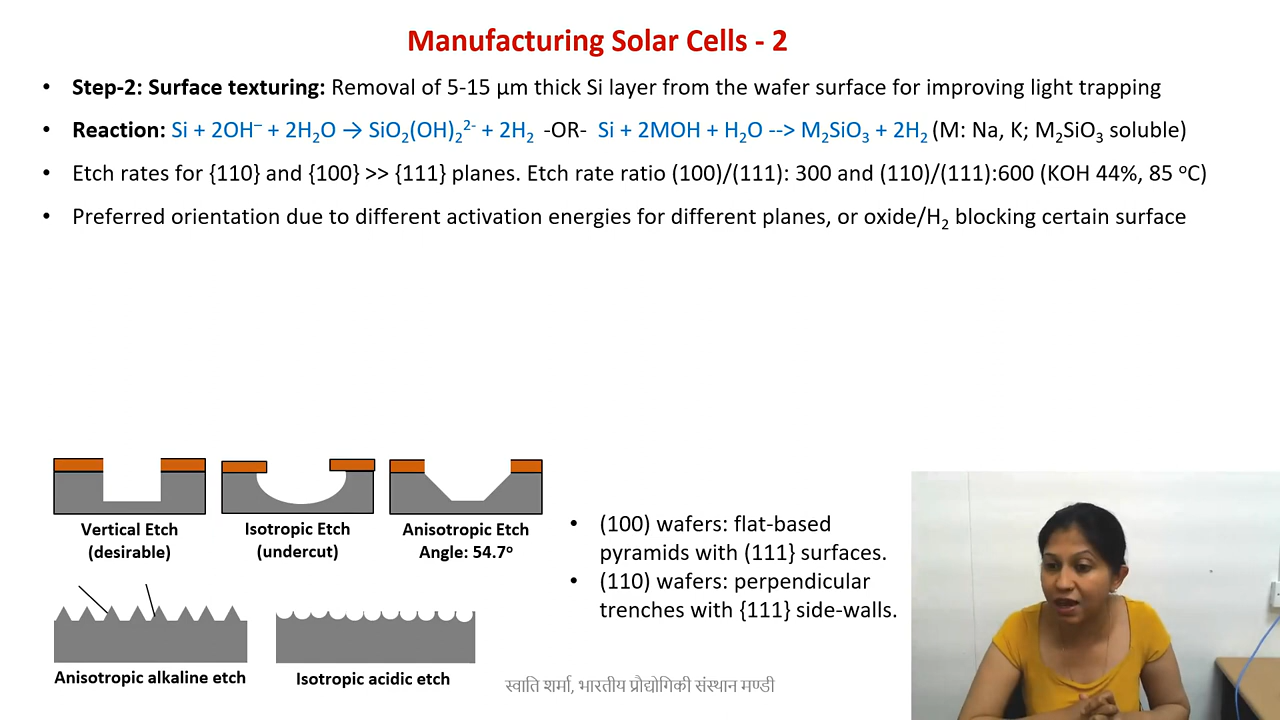 Manufacturing Solar Cells - 2
• Step-2: Surface texturing: Removal of 5-15 µm thick Si layer from the wafer surface for improving light trapping
• Reaction: Si + 2OH⁻ + 2H₂O → SiO₂(OH)₂²⁻ + 2H₂ -OR- Si + 2MOH + H₂O --> M₂SiO₃ + 2H₂ (M: Na, K; M₂SiO₃ soluble)
• Etch rates for {110} and {100} >> {111} planes. Etch rate ratio (100)/(111): 300 and (110)/(111):600 (KOH 44%, 85 ᵒC)
• Preferred orientation due to different activation energies for different planes, or oxide/H₂ blocking certain surface
Vertical Etch
(desirable)
Isotropic Etch
(undercut)
Anisotropic Etch
Angle: 54.7ᵒ
• (100) wafers: flat-based
pyramids with (111} surfaces.
• (110) wafers: perpendicular
trenches with {111} side-walls.
Anisotropic alkaline etch
Isotropic acidic etch
स्वाति शर्मा, भारतीय प्रौद्योगिकी संस्थान मण्डी